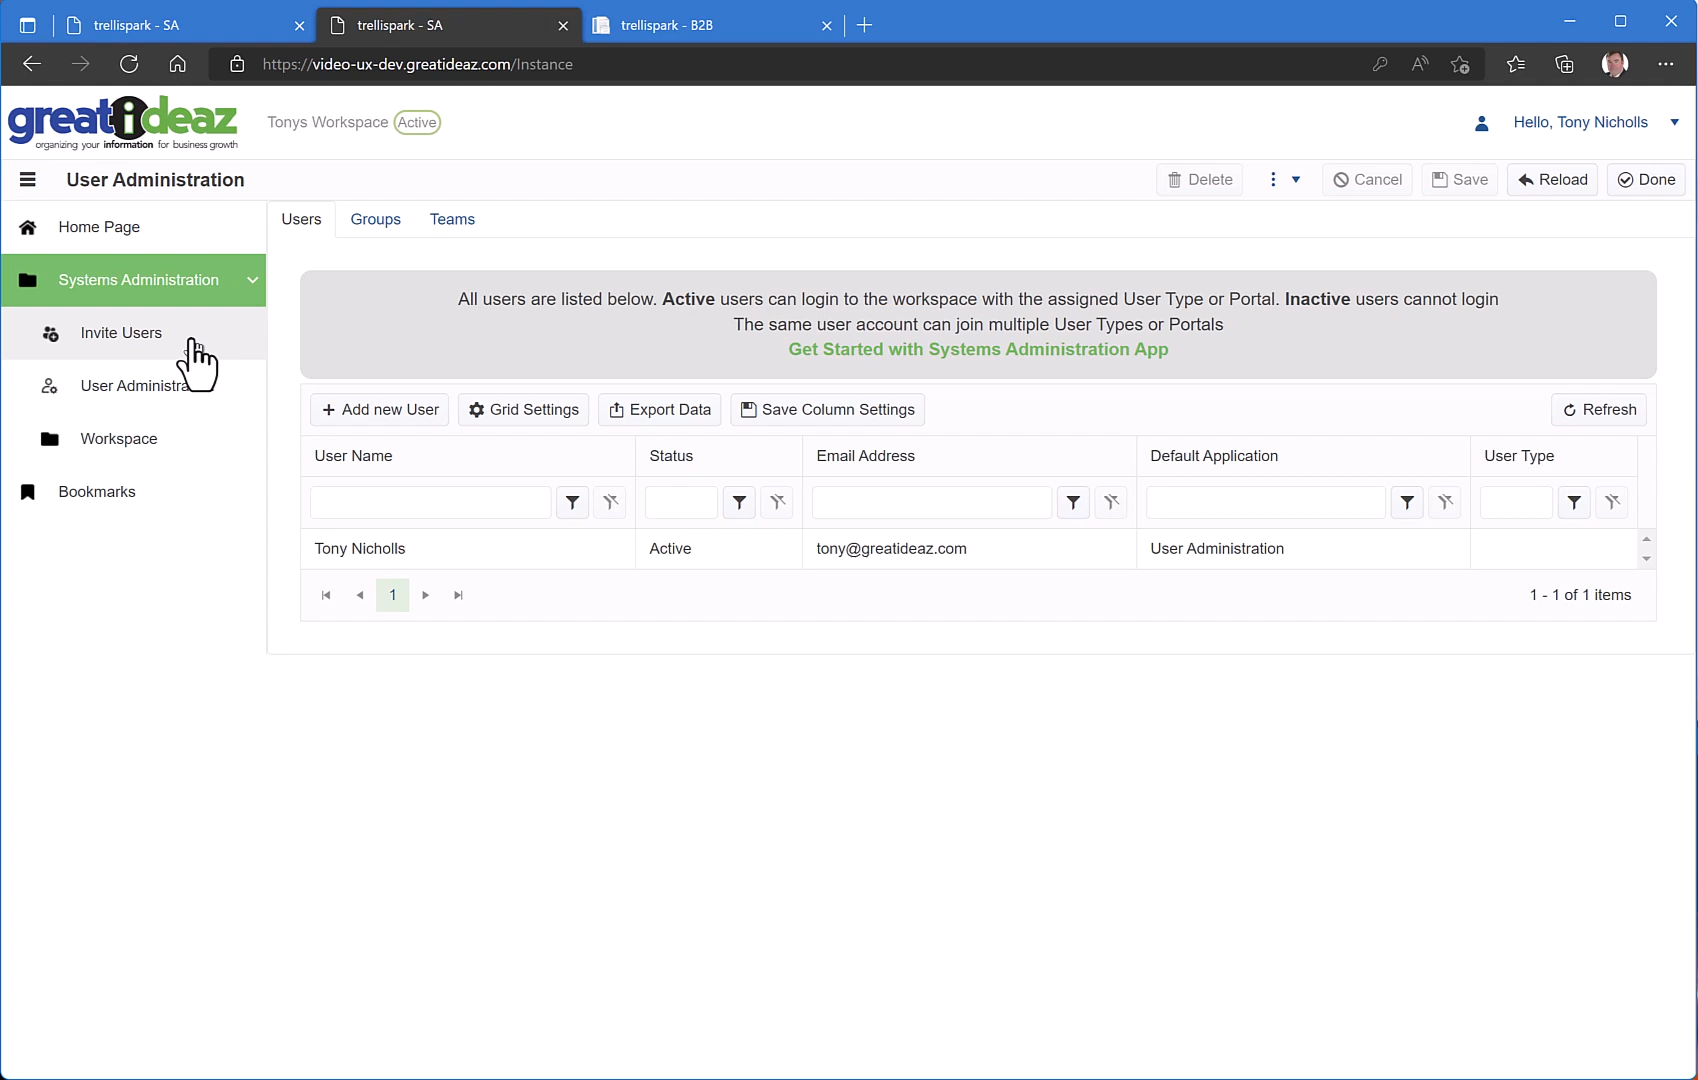 trellispark - SA
trellispark - SA
trellispark - B2B
https://video-ux-dev.greatideaz.com/Instance
greatideaz
organizing your information for business growth
Tonys Workspace Active
Hello, Tony Nicholls
User Administration
Delete
Cancel
Save
Reload
Done
Home Page
Systems Administration
Invite Users
User Administra
Workspace
Bookmarks
Users
Groups
Teams
All users are listed below. Active users can login to the workspace with the assigned User Type or Portal. Inactive users cannot login
The same user account can join multiple User Types or Portals
Get Started with Systems Administration App
Add new User
Grid Settings
Export Data
Save Column Settings
Refresh
User Name
Status
Email Address
Default Application
User Type
Tony Nicholls
Active
tony@greatideaz.com
User Administration
1
1 - 1 of 1 items